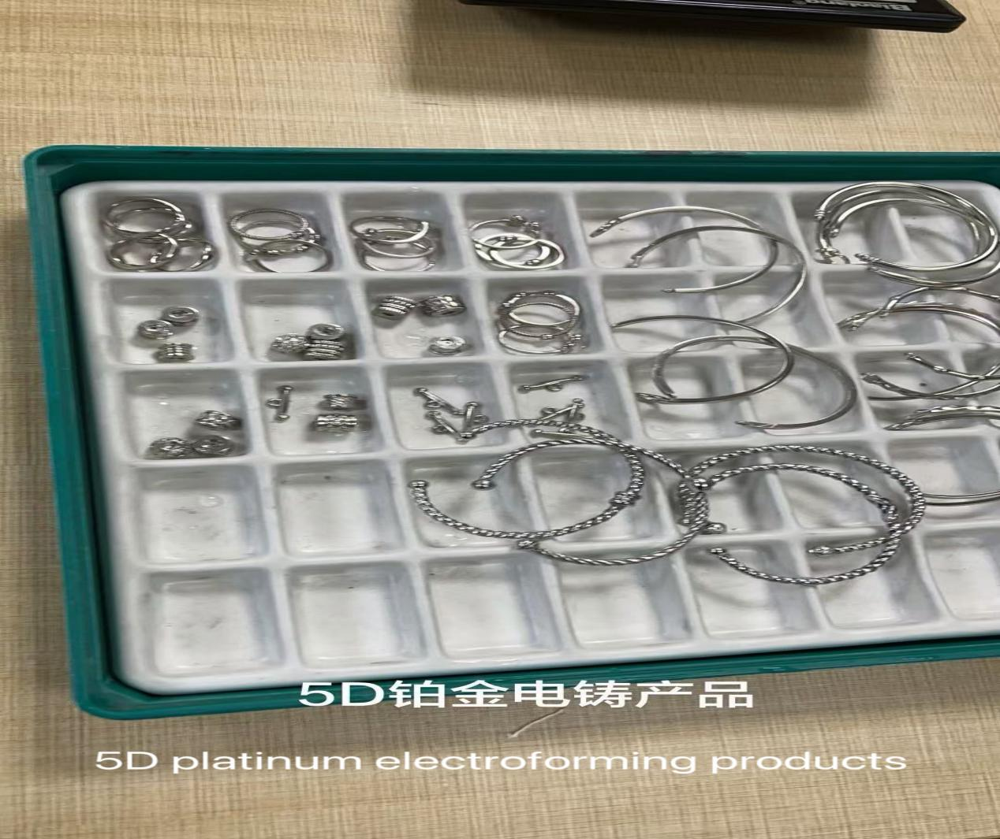 5D铂金电铸产品
5D platinum electroforming products